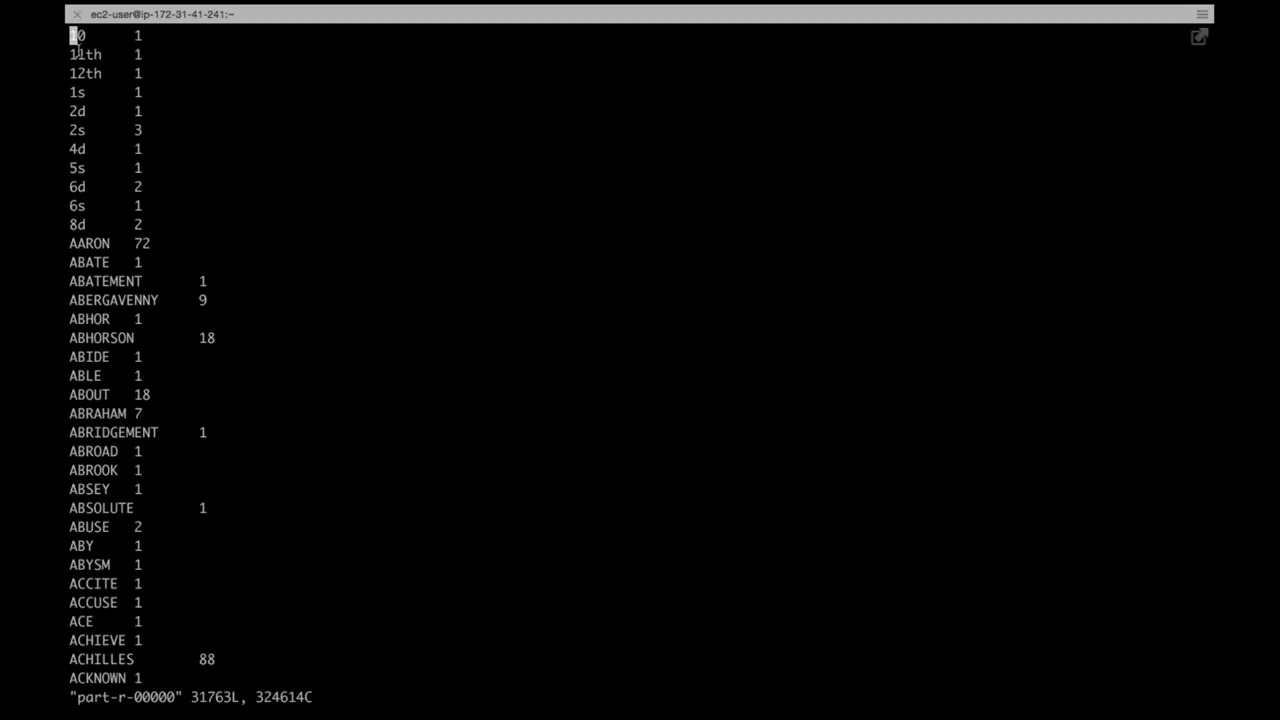 ec2-user@ip-172-31-41-241:~
10 1
11th 1
12th 1
1s 1
2d 1
2s 3
4d 1
5s 1
6d 2
6s 1
8d 2
AARON 72
ABATE 1
ABATEMENT 1
ABERGAVENNY 9
ABHOR 1
ABHORSON 18
ABIDE 1
ABLE 1
ABOUT 18
ABRAHAM 7
ABRIDGEMENT 1
ABROAD 1
ABROOK 1
ABSEY 1
ABSOLUTE 1
ABUSE 2
ABY 1
ABYSM 1
ACCITE 1
ACCUSE 1
ACE 1
ACHIEVE 1
ACHILLES 88
ACKNOWN 1
"part-r-00000" 31763L, 324614C